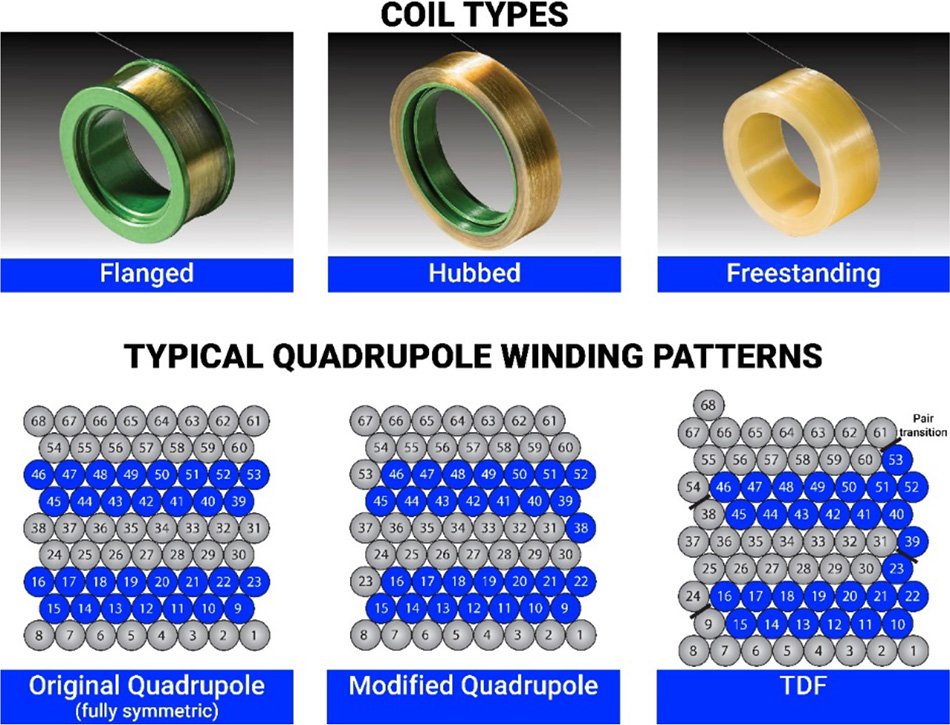 COIL TYPES
Flanged
Hubbed
Freestanding
TYPICAL QUADRUPOLE WINDING PATTERNS
68 67 66 65 64 63 62 61
54 55 56 57 58 59 60
46 47 48 49 50 51 52 53
45 44 43 42 41 40 39
38 37 36 35 34 33 32 31
24 25 26 27 28 29 30
16 17 18 19 20 21 22 23
15 14 13 12 11 10 9
8 7 6 5 4 3 2 1
Original Quadrupole
(fully symmetric)
67 66 65 64 63 62 61
54 55 56 57 58 59 60
53 46 47 48 49 50 51 52
45 44 43 42 41 40 39
37 36 35 34 33 32 31 38
24 25 26 27 28 29 30
23 16 17 18 19 20 21 22
15 14 13 12 11 10 9
8 7 6 5 4 3 2 1
Modified Quadrupole
68
Pair
transition
67 66 65 64 63 62 61
55 56 57 58 59 60 53
54 46 47 48 49 50 51 52
38 45 44 43 42 41 40
37 36 35 34 33 32 31 39
25 26 27 28 29 30 23
24 16 17 18 19 20 21 22
9 15 14 13 12 11 10
8 7 6 5 4 3 2 1
TDF